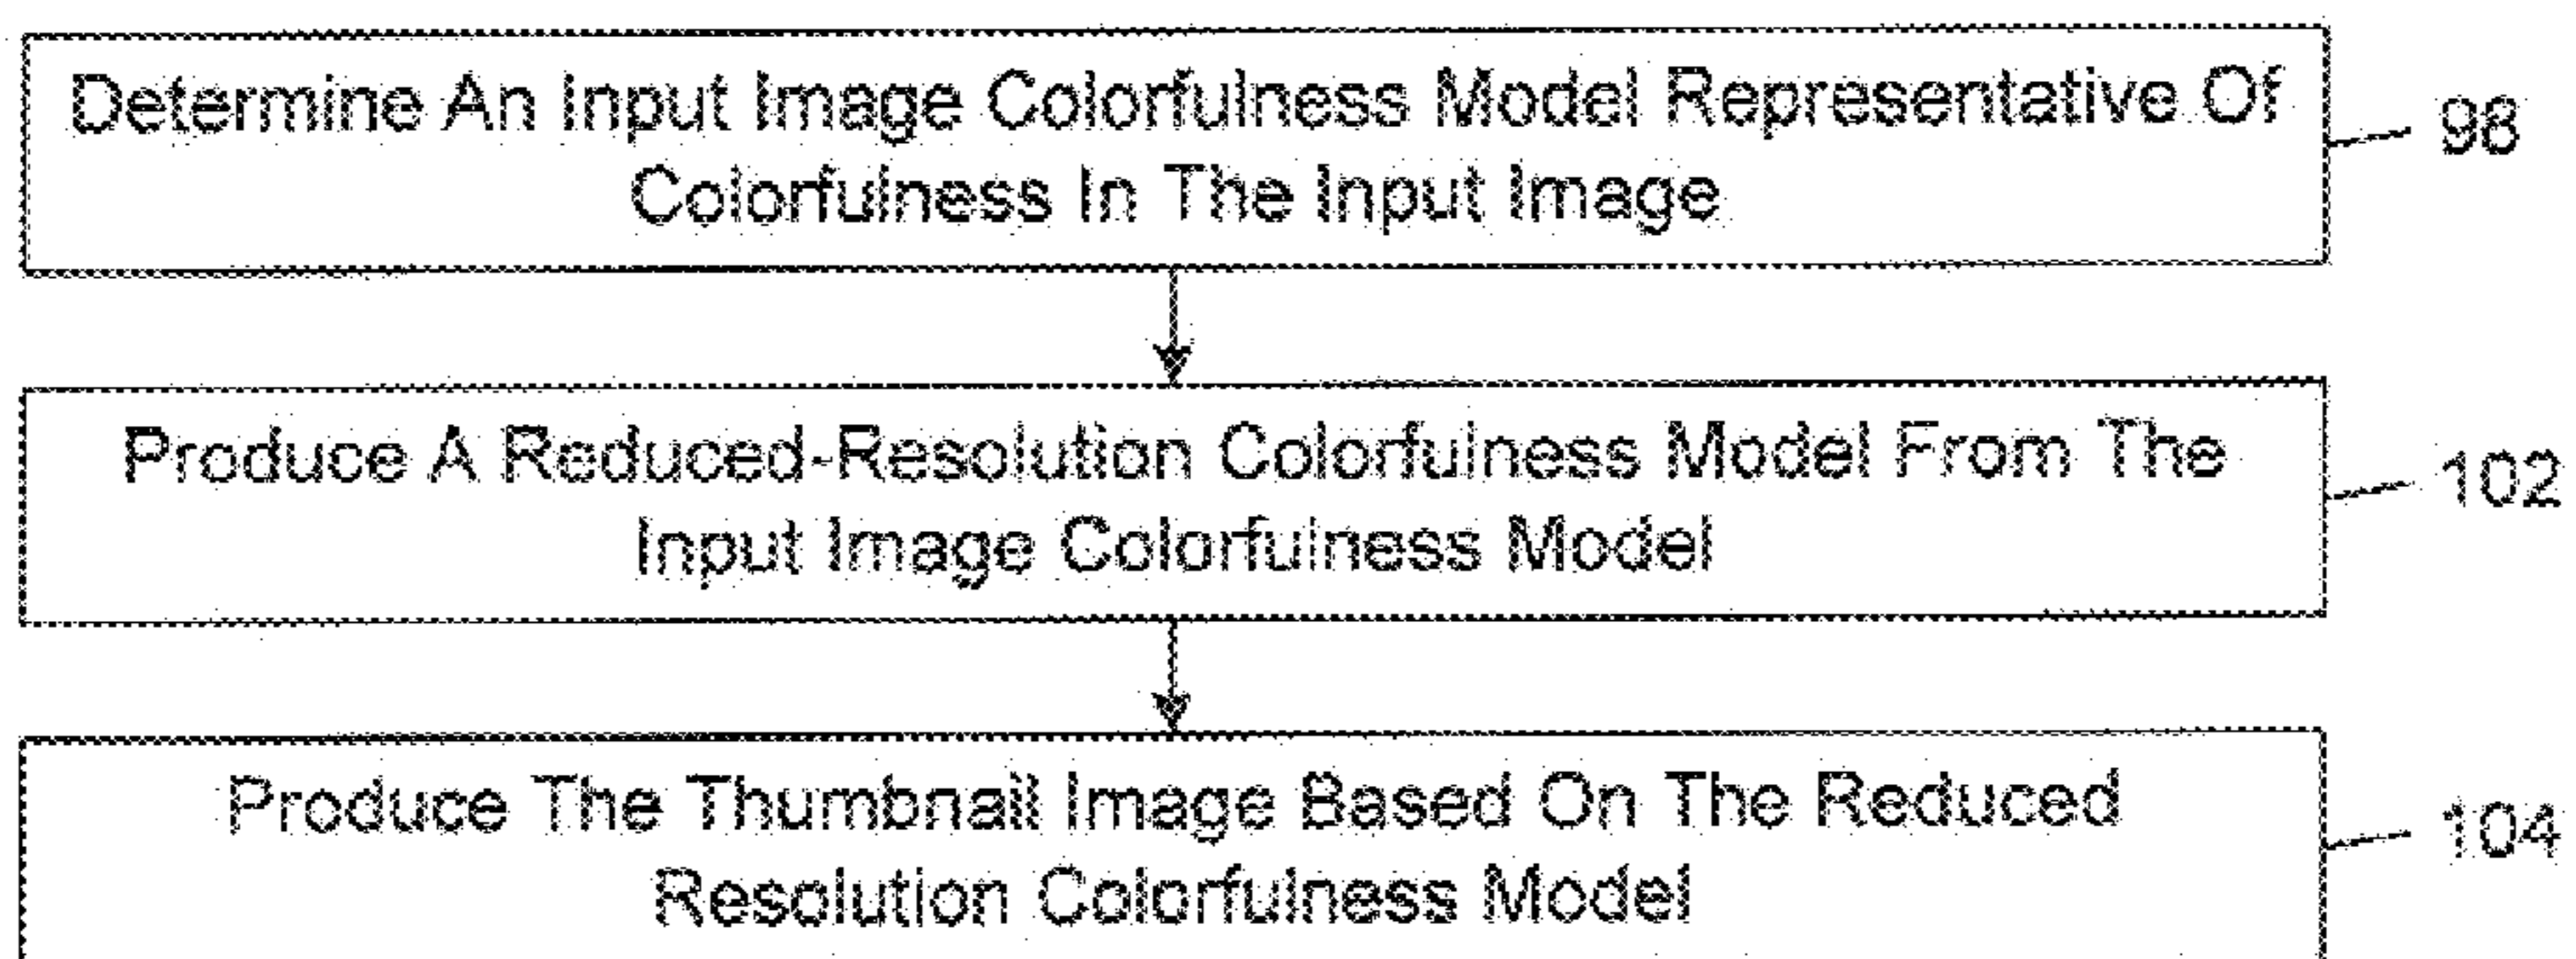 Determine An Input Image Colorfulness Model Representative Of
Colorfulness In The Input Image
98
Produce A Reduced-Resolution Colorfulness Model From The
Input Image Colorfulness Model
102
Produce The Thumbnail Image Based On The Reduced
Resolution Colorfulness Model
104